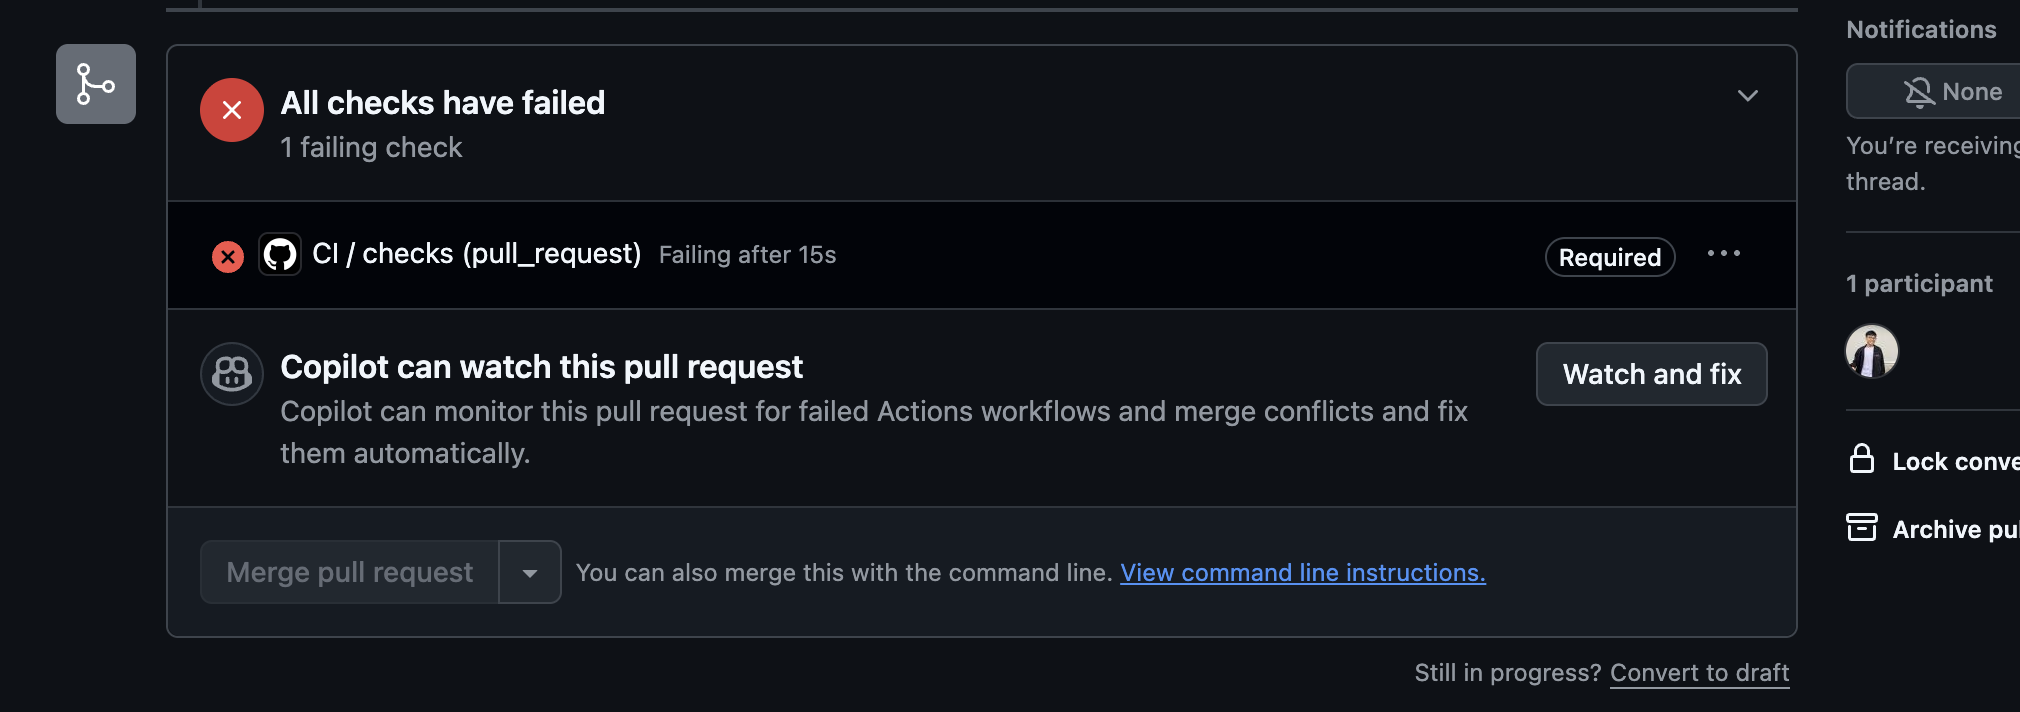 All checks have failed
1 failing check
CI / checks (pull_request) Failing after 15s
Required
Copilot can watch this pull request
Copilot can monitor this pull request for failed Actions workflows and merge conflicts and fix
them automatically.
Watch and fix
Merge pull request
You can also merge this with the command line. View command line instructions.
Still in progress? Convert to draft
Notifications
None
You’re receiving
thread.
1 participant
Lock conve
Archive pul